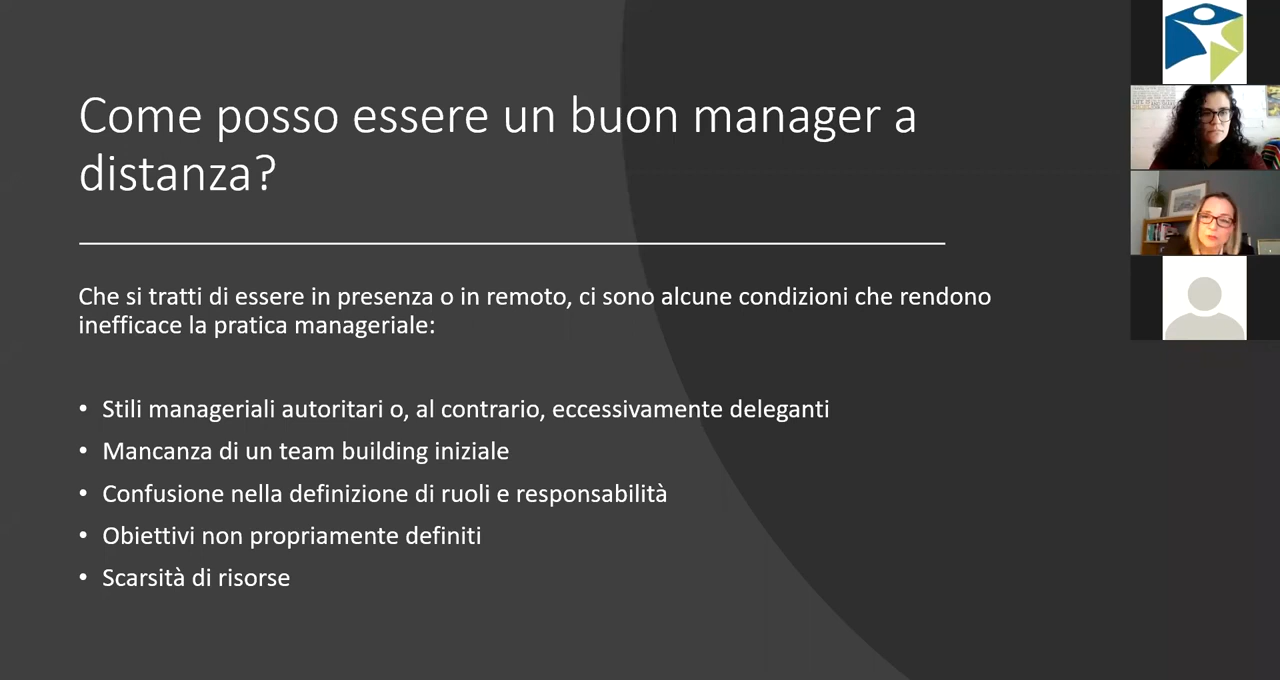 Come posso essere un buon manager a
distanza?
Che si tratti di essere in presenza o in remoto, ci sono alcune condizioni che rendono
inefficace la pratica manageriale:
• Stili manageriali autoritari o, al contrario, eccessivamente deleganti
• Mancanza di un team building iniziale
• Confusione nella definizione di ruoli e responsabilità
• Obiettivi non propriamente definiti
• Scarsità di risorse